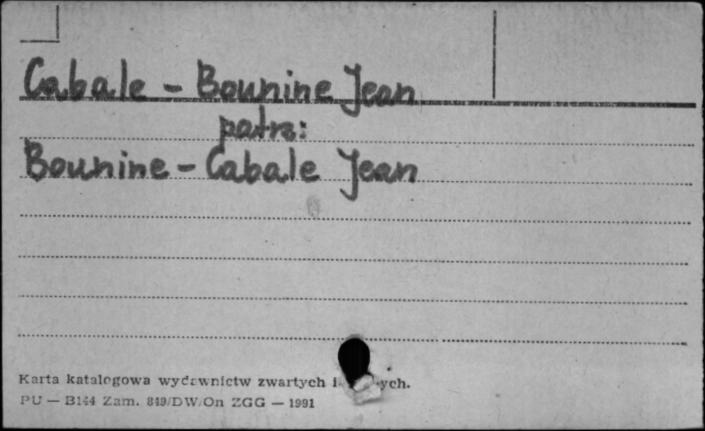 Cabale - Bounine Jean
patrz:
Bounine - Cabale Jean
Karta katalogowa wydawnictw zwartych i ych.
PU — B144 Zam. 849/DW/On ZGG — 1991